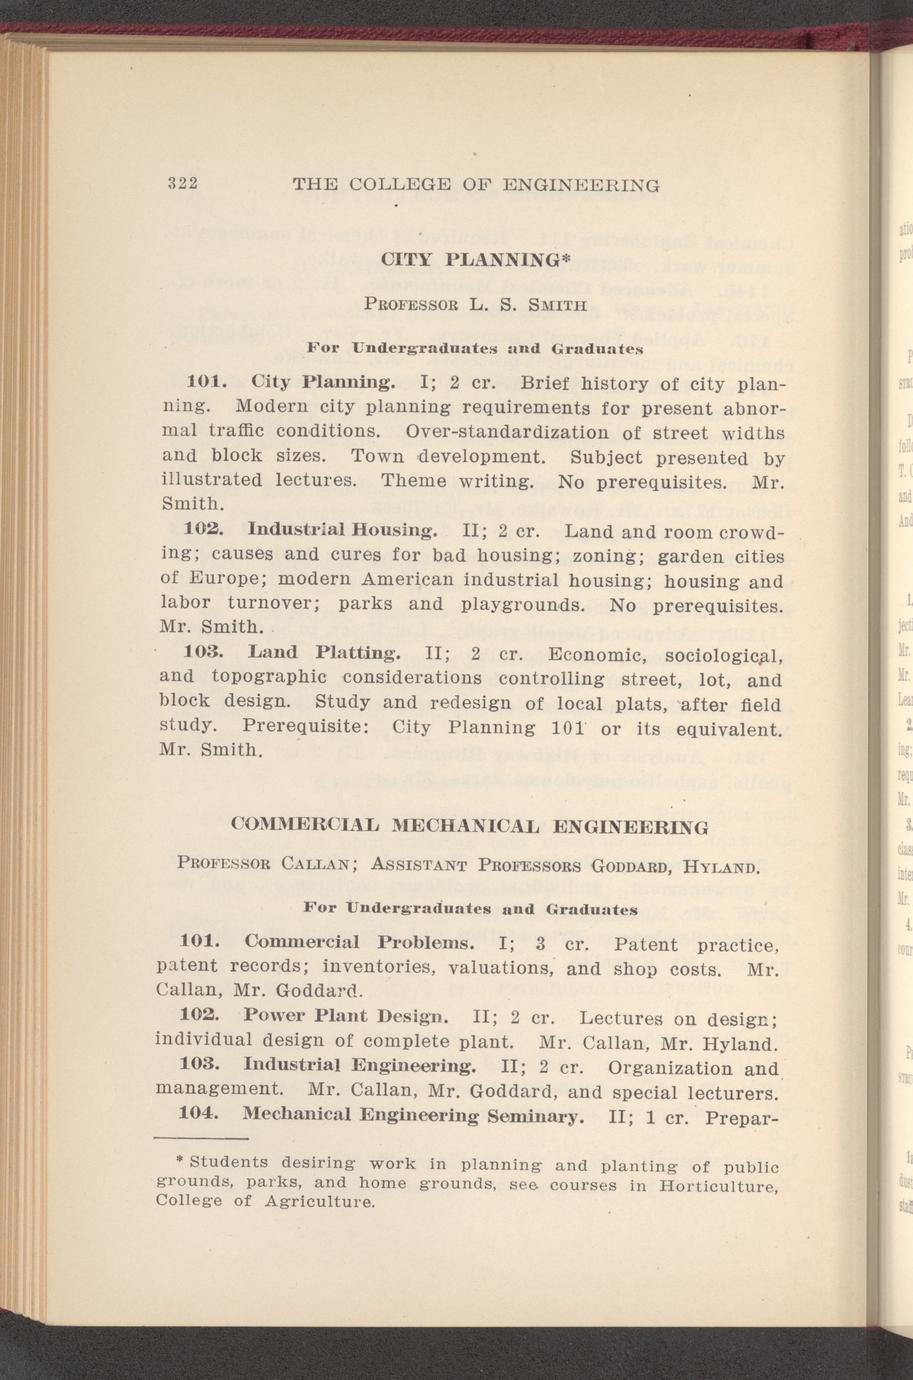 322 THE COLLEGE OF ENGINEERING
CITY PLANNING*
PROFESSOR L. S. SMITH
For Undergraduates and Graduates
101. City Planning. I; 2 cr. Brief history of city plan-
ning. Modern city planning requirements for present abnor-
mal traffic conditions. Over-standardization of street widths
and block sizes. Town development. Subject presented by
illustrated lectures. Theme writing. No prerequisites. Mr.
Smith.
102. Industrial Housing. II; 2 cr. Land and room crowd-
ing; causes and cures for bad housing; zoning; garden cities
of Europe; modern American industrial housing; housing and
labor turnover; parks and playgrounds. No prerequisites.
Mr. Smith.
103. Land Platting. II; 2 cr. Economic, sociological,
and topographic considerations controlling street, lot, and
block design. Study and redesign of local plats, after field
study. Prerequisite: City Planning 101 or its equivalent.
Mr. Smith.
COMMERCIAL MECHANICAL ENGINEERING
PROFESSOR CALLAN; ASSISTANT PROFESSORS GODDARD, HYLAND.
For Undergraduates and Graduates
101. Commercial Problems. I; 3 cr. Patent practice,
patent records; inventories, valuations, and shop costs. Mr.
Callan, Mr. Goddard.
102. Power Plant Design. II; 2 cr. Lectures on design;
individual design of complete plant. Mr. Callan, Mr. Hyland.
103. Industrial Engineering. II; 2 cr. Organization and
management. Mr. Callan, Mr. Goddard, and special lecturers.
104. Mechanical Engineering Seminary. II; 1 cr. Prepar-
* Students desiring work in planning and planting of public
grounds, parks, and home grounds, see courses in Horticulture,
College of Agriculture.